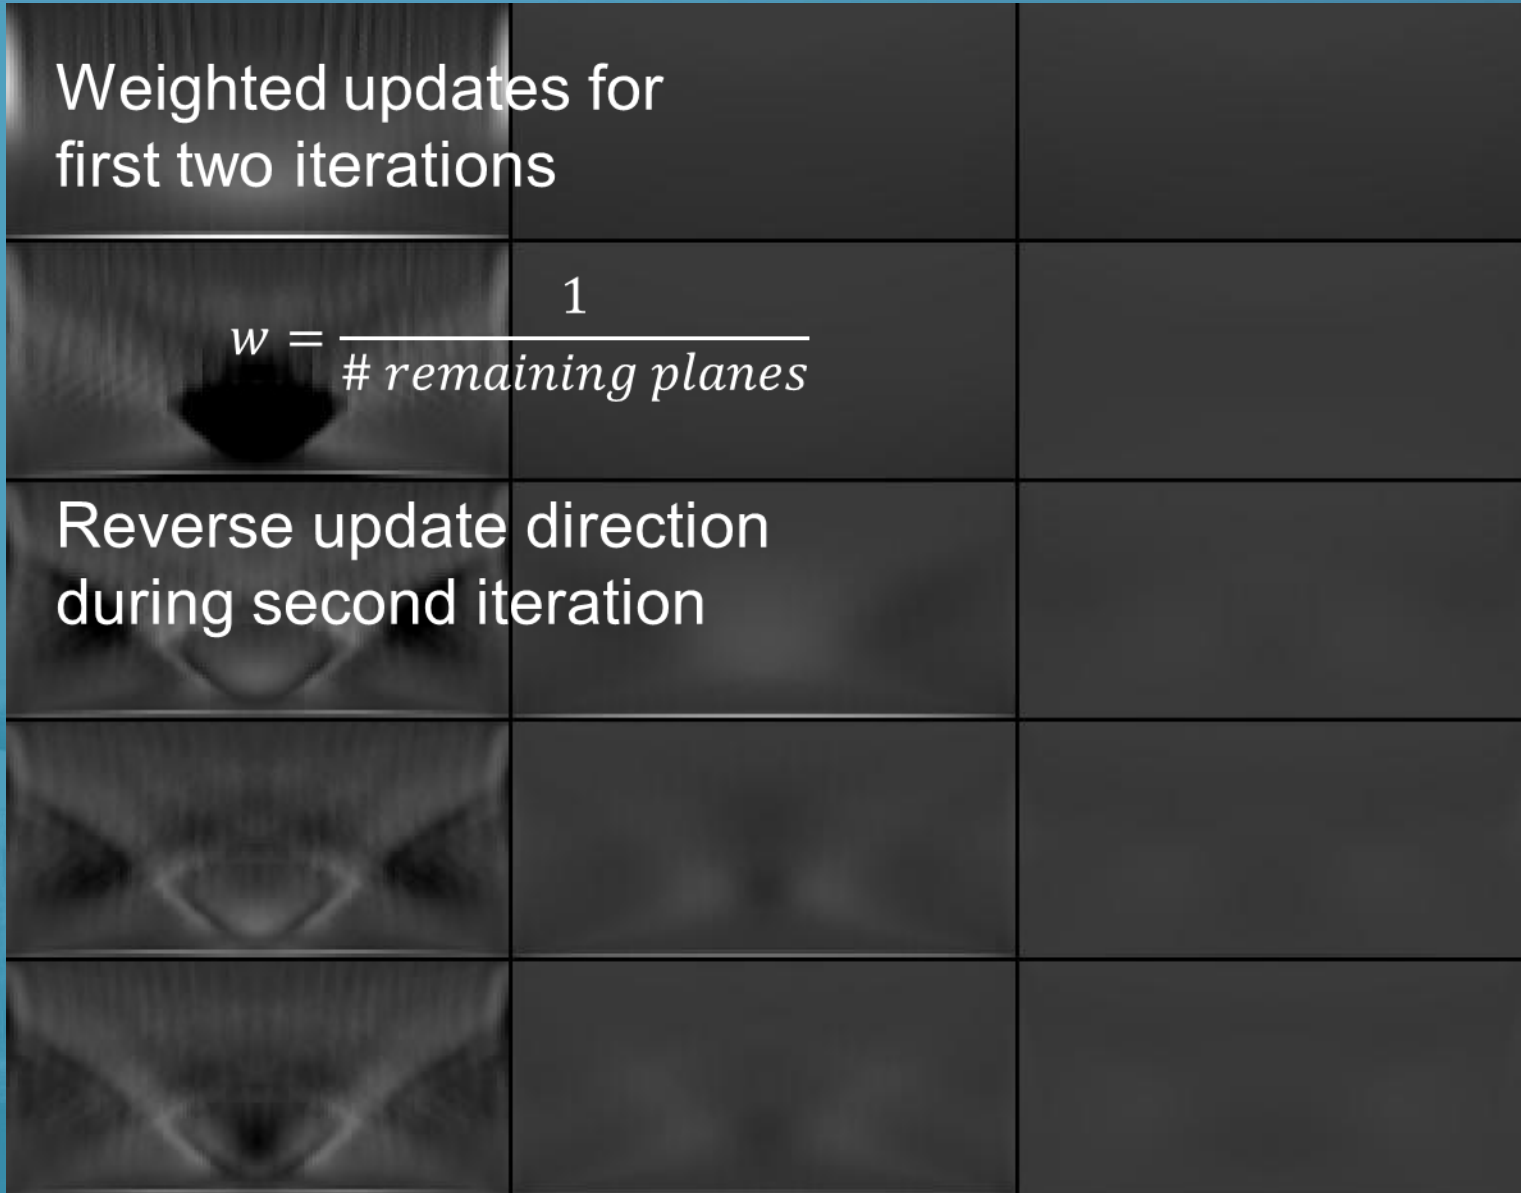 Weighted updates for
first two iterations
w = 1 / # remaining planes
Reverse update direction
during second iteration